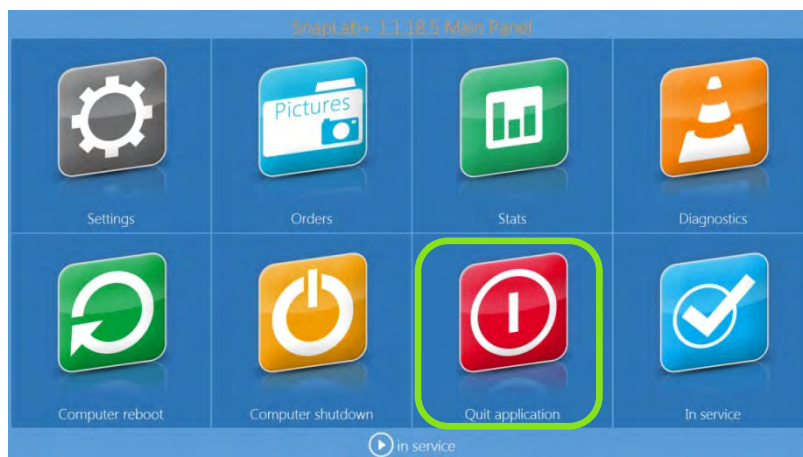 SnapLab+ 1.1.18.5 Main Panel
Pictures
Settings
Orders
Stats
Diagnostics
Computer reboot
Computer shutdown
Quit application
In service
in service